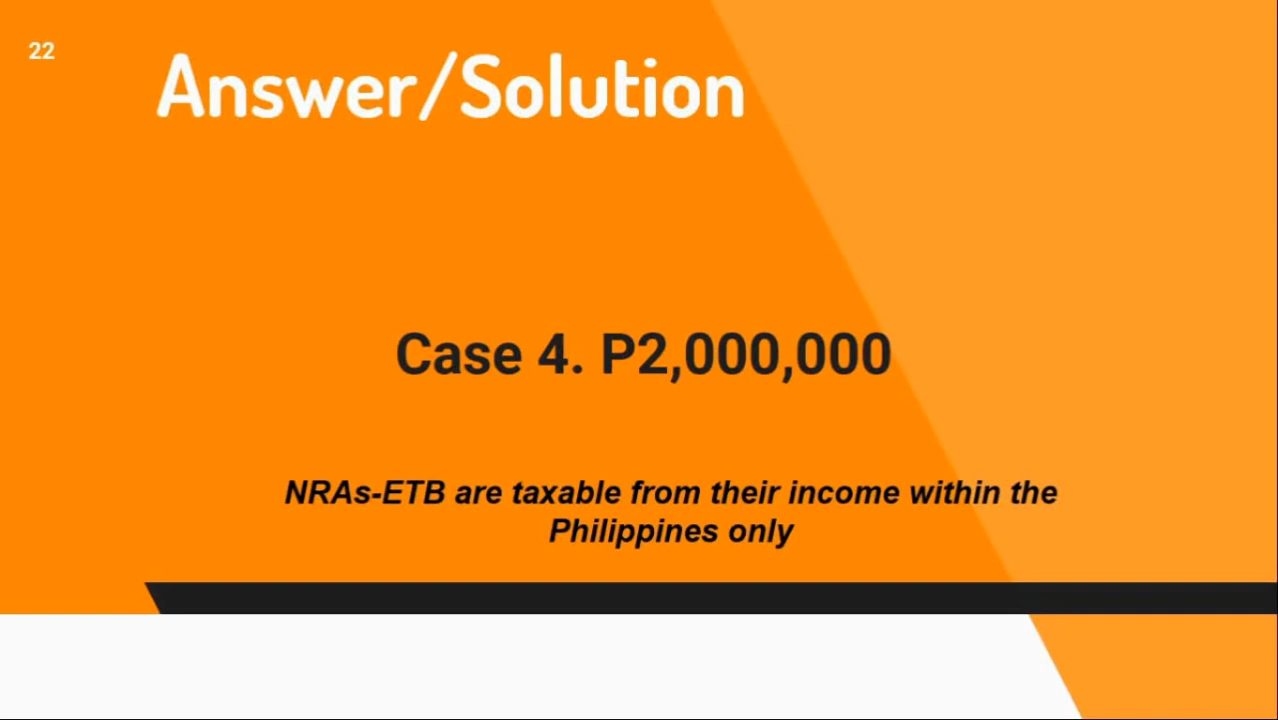 22
Answer/Solution
Case 4. P2,000,000
NRAs-ETB are taxable from their income within the
Philippines only